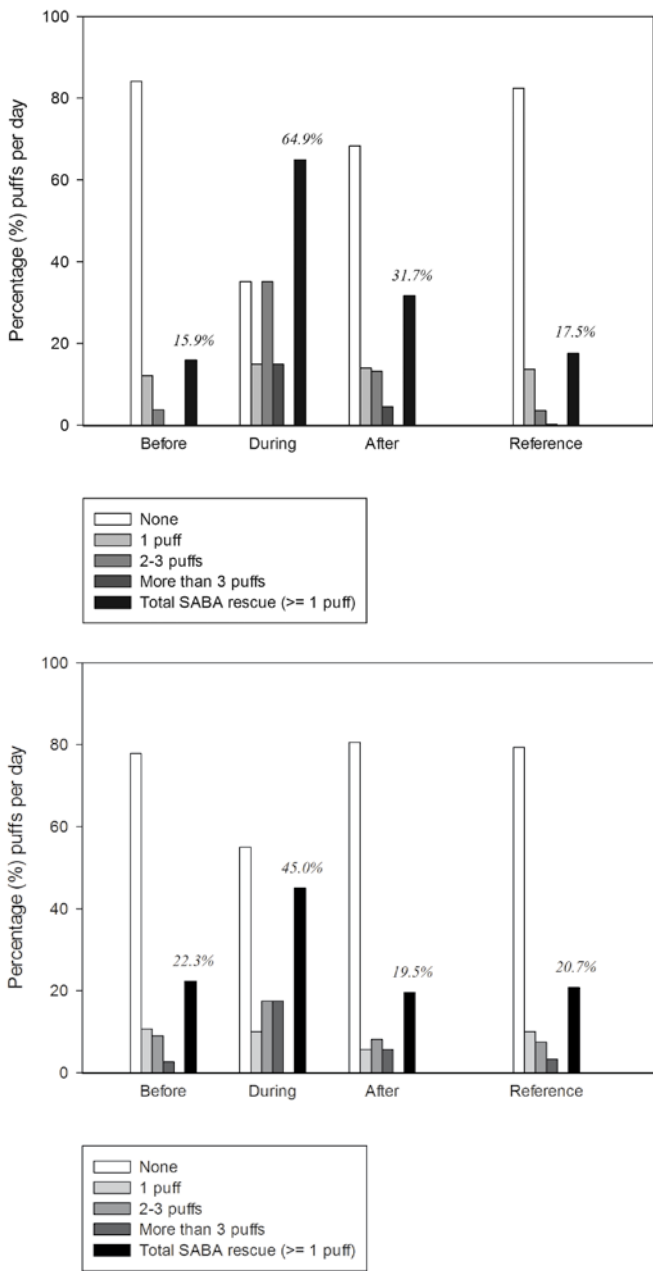 100
80
60
40
20
0
Percentage (%) puffs per day
15.9%
64.9%
31.7%
17.5%
Before During After Reference
None
1 puff
2-3 puffs
More than 3 puffs
Total SABA rescue (>= 1 puff)
100
80
60
40
20
0
Percentage (%) puffs per day
22.3%
45.0%
19.5%
20.7%
Before During After Reference
None
1 puff
2-3 puffs
More than 3 puffs
Total SABA rescue (>= 1 puff)